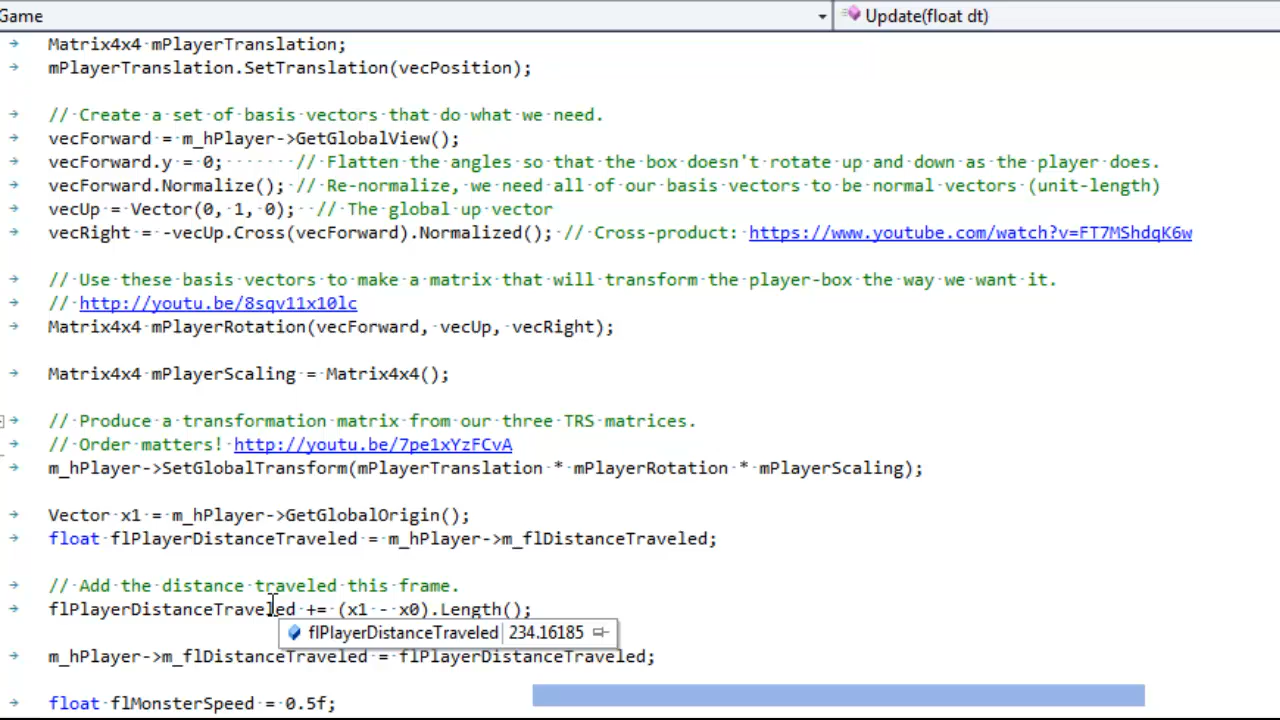 Game
Update(float dt)
Matrix4x4 mPlayerTranslation;
mPlayerTranslation.SetTranslation(vecPosition);
// Create a set of basis vectors that do what we need.
vecForward = m_hPlayer->GetGlobalView();
vecForward.y = 0;       // Flatten the angles so that the box doesn't rotate up and down as the player does.
vecForward.Normalize(); // Re-normalize, we need all of our basis vectors to be normal vectors (unit-length)
vecUp = Vector(0, 1, 0);  // The global up vector
vecRight = -vecUp.Cross(vecForward).Normalized(); // Cross-product: https://www.youtube.com/watch?v=FT7MShdqK6w
// Use these basis vectors to make a matrix that will transform the player-box the way we want it.
// http://youtu.be/8sqv11x10lc
Matrix4x4 mPlayerRotation(vecForward, vecUp, vecRight);
Matrix4x4 mPlayerScaling = Matrix4x4();
// Produce a transformation matrix from our three TRS matrices.
// Order matters! http://youtu.be/7pe1xYzFCvA
m_hPlayer->SetGlobalTransform(mPlayerTranslation * mPlayerRotation * mPlayerScaling);
Vector x1 = m_hPlayer->GetGlobalOrigin();
float flPlayerDistanceTraveled = m_hPlayer->m_flDistanceTraveled;
// Add the distance traveled this frame.
flPlayerDistanceTraveled += (x1 - x0).Length();
flPlayerDistanceTraveled 234.16185
m_hPlayer->m_flDistanceTraveled = flPlayerDistanceTraveled;
float flMonsterSpeed = 0.5f;